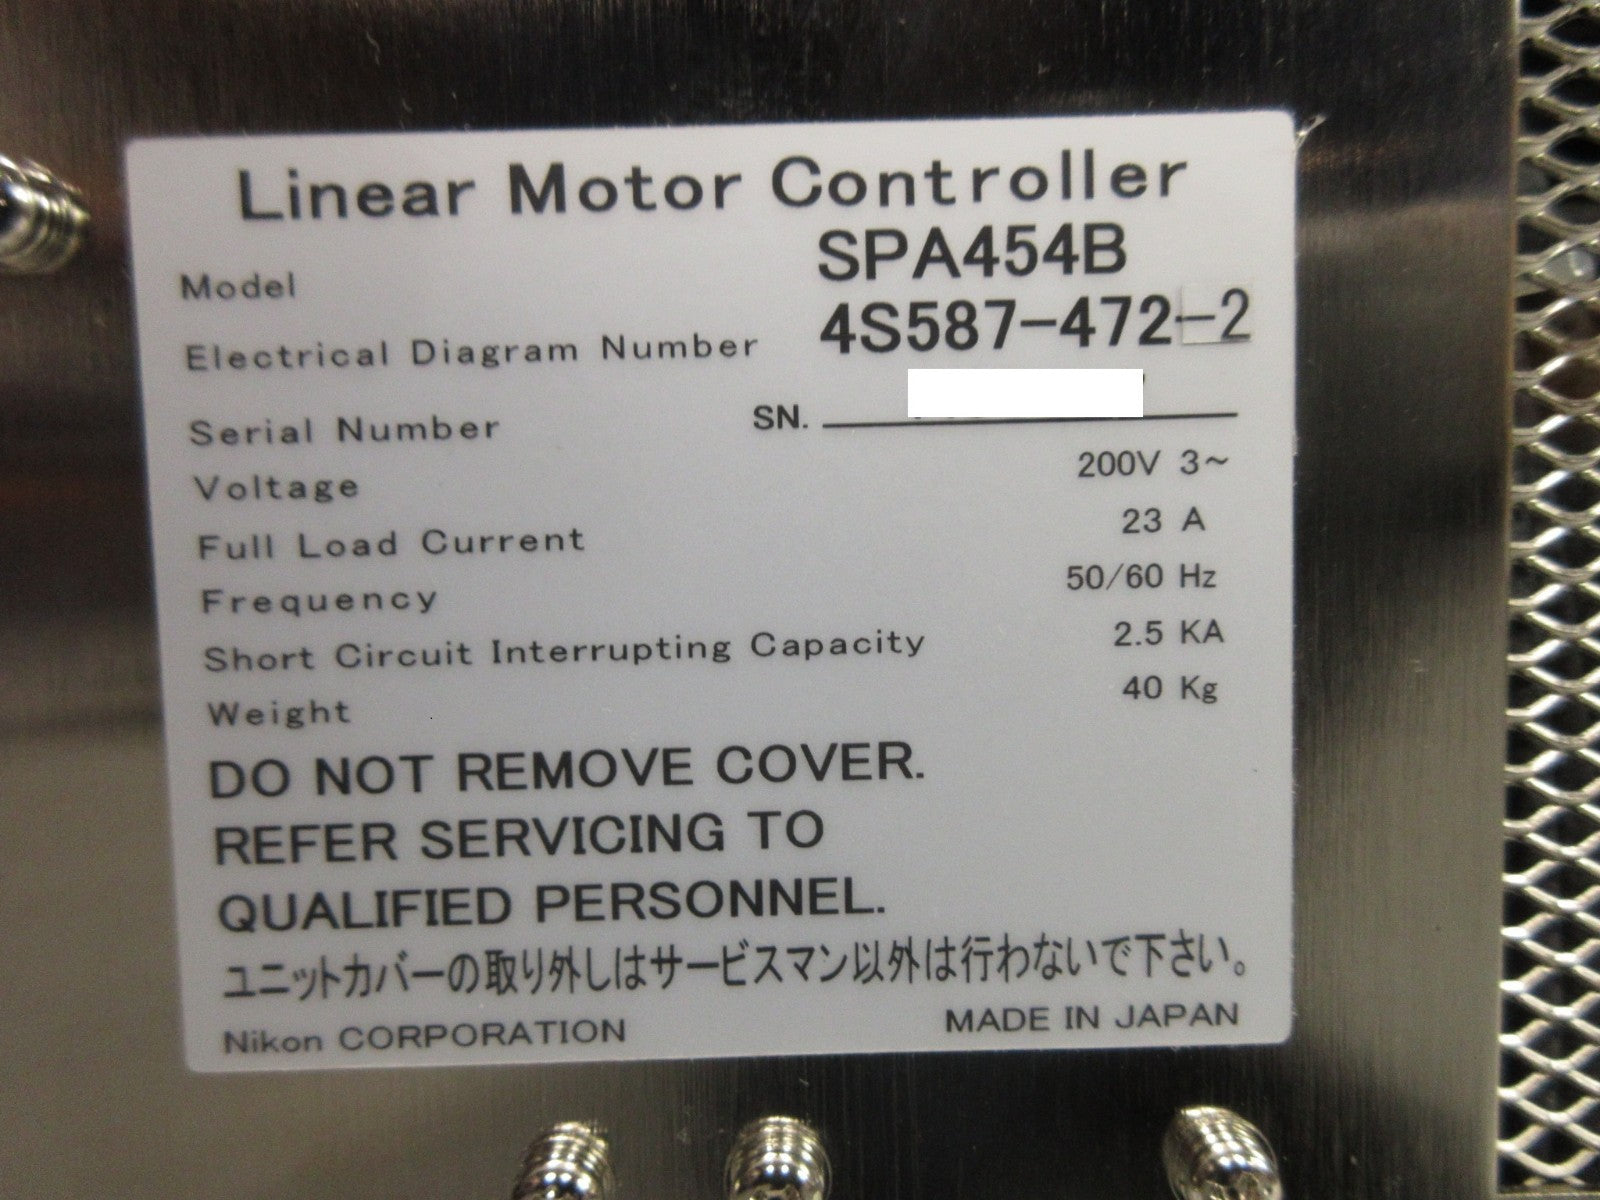 Linear Motor Controller
Model SPA454B
Electrical Diagram Number 4S587-472-2
Serial Number SN.
Voltage 200V 3~
Full Load Current 23 A
Frequency 50/60 Hz
Short Circuit Interrupting Capacity 2.5 KA
Weight 40 Kg
DO NOT REMOVE COVER.
REFER SERVICING TO
QUALIFIED PERSONNEL.
ユニットカバーの取り外しはサービスマン以外は行わないで下さい。
Nikon CORPORATION MADE IN JAPAN